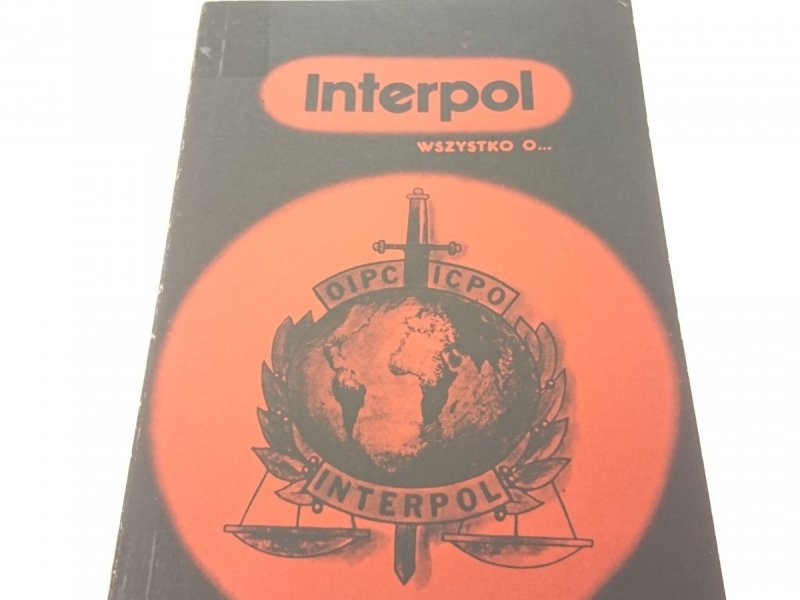 Interpol
WSZYSTKO O...
OIPC ICPO
INTERPOL